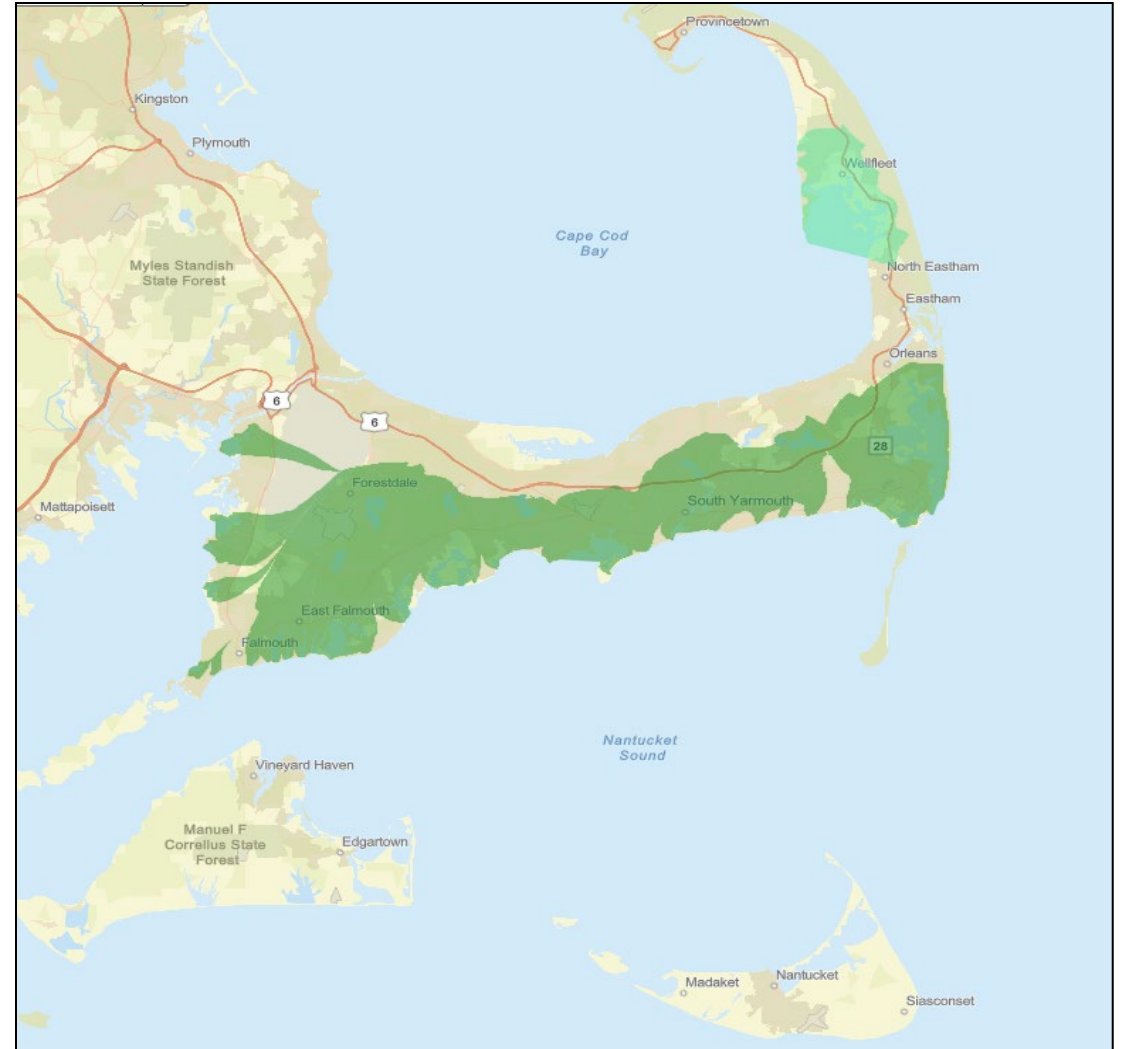 Provincetown
Kingston
Plymouth
Wellfleet
Cape Cod
Bay
Myles Standish
State Forest
North Eastham
Eastham
Orleans
6
6
28
Forestdale
South Yarmouth
Mattapoisett
East Falmouth
Falmouth
Nantucket
Sound
Vineyard Haven
Manuel F
Correllus State
Forest
Edgartown
Madaket
Nantucket
Siasconset